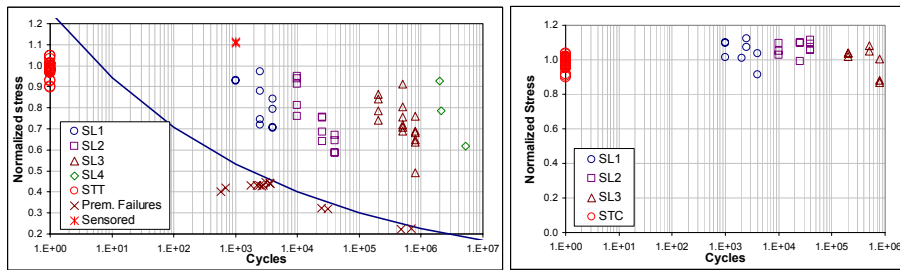 Normalized stress
1.2
1.1
1.0
0.9
0.8
0.7
0.6
0.5
0.4
0.3
0.2
SL1
SL2
SL3
SL4
STT
Prem. Failures
Sensored
1.E+00 1.E+01 1.E+02 1.E+03 1.E+04 1.E+05 1.E+06 1.E+07
Cycles
Normalized Stress
1.2
1.0
0.8
0.6
0.4
0.2
0.0
SL1
SL2
SL3
STC
1.E+00 1.E+01 1.E+02 1.E+03 1.E+04 1.E+05 1.E+06
Cycles